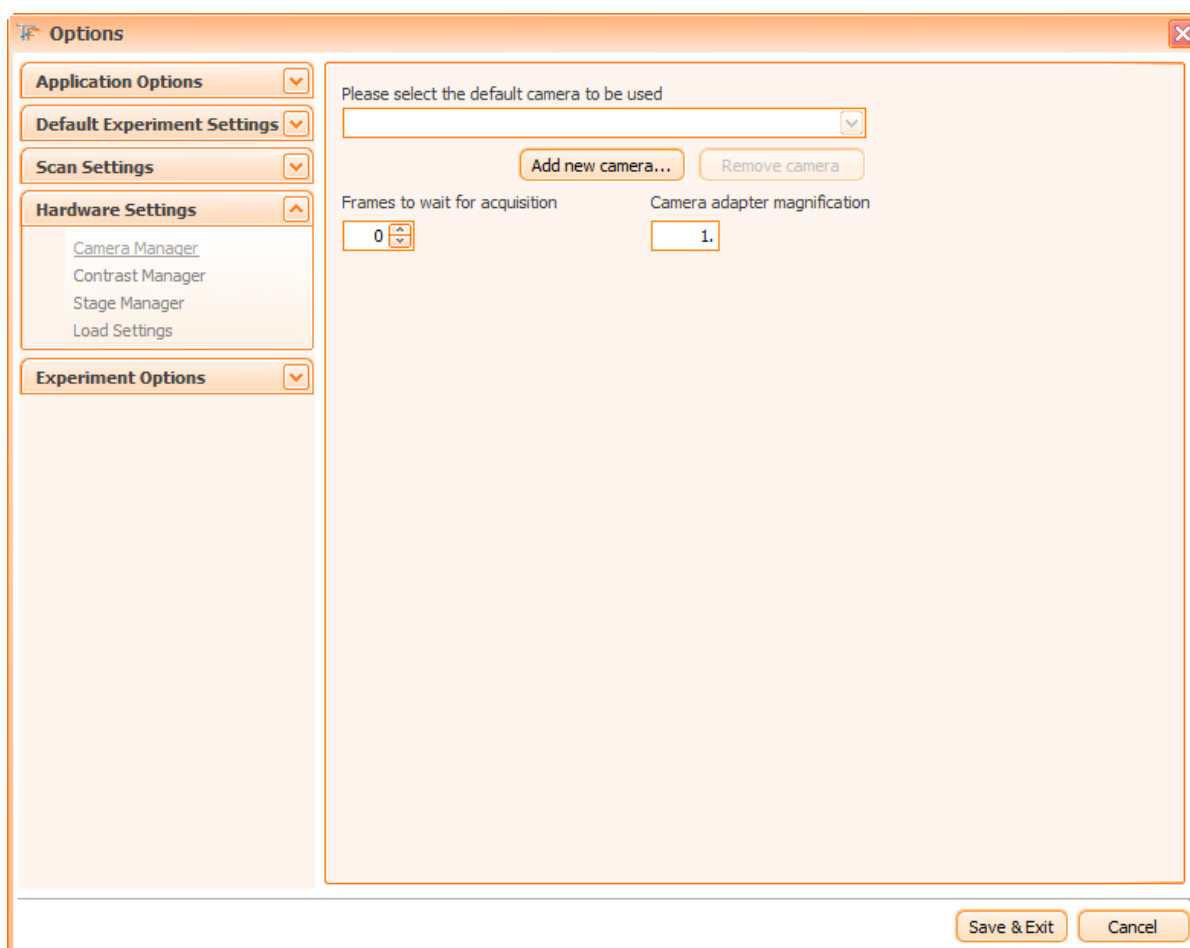 Options
Application Options
Default Experiment Settings
Scan Settings
Hardware Settings
Camera Manager
Contrast Manager
Stage Manager
Load Settings
Experiment Options
Please select the default camera to be used
Add new camera... Remove camera
Frames to wait for acquisition Camera adapter magnification
0 1.
Save & Exit Cancel